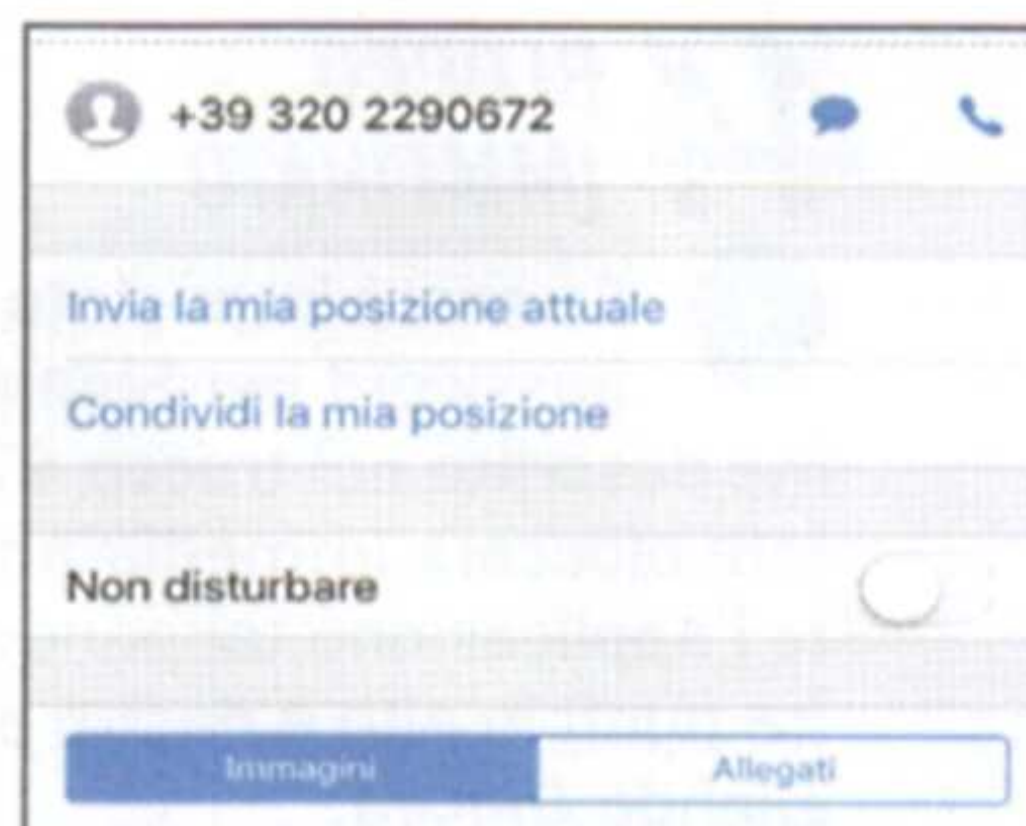 +39 320 2290672
Invia la mia posizione attuale
Condividi la mia posizione
Non disturbare
Immagini Allegati